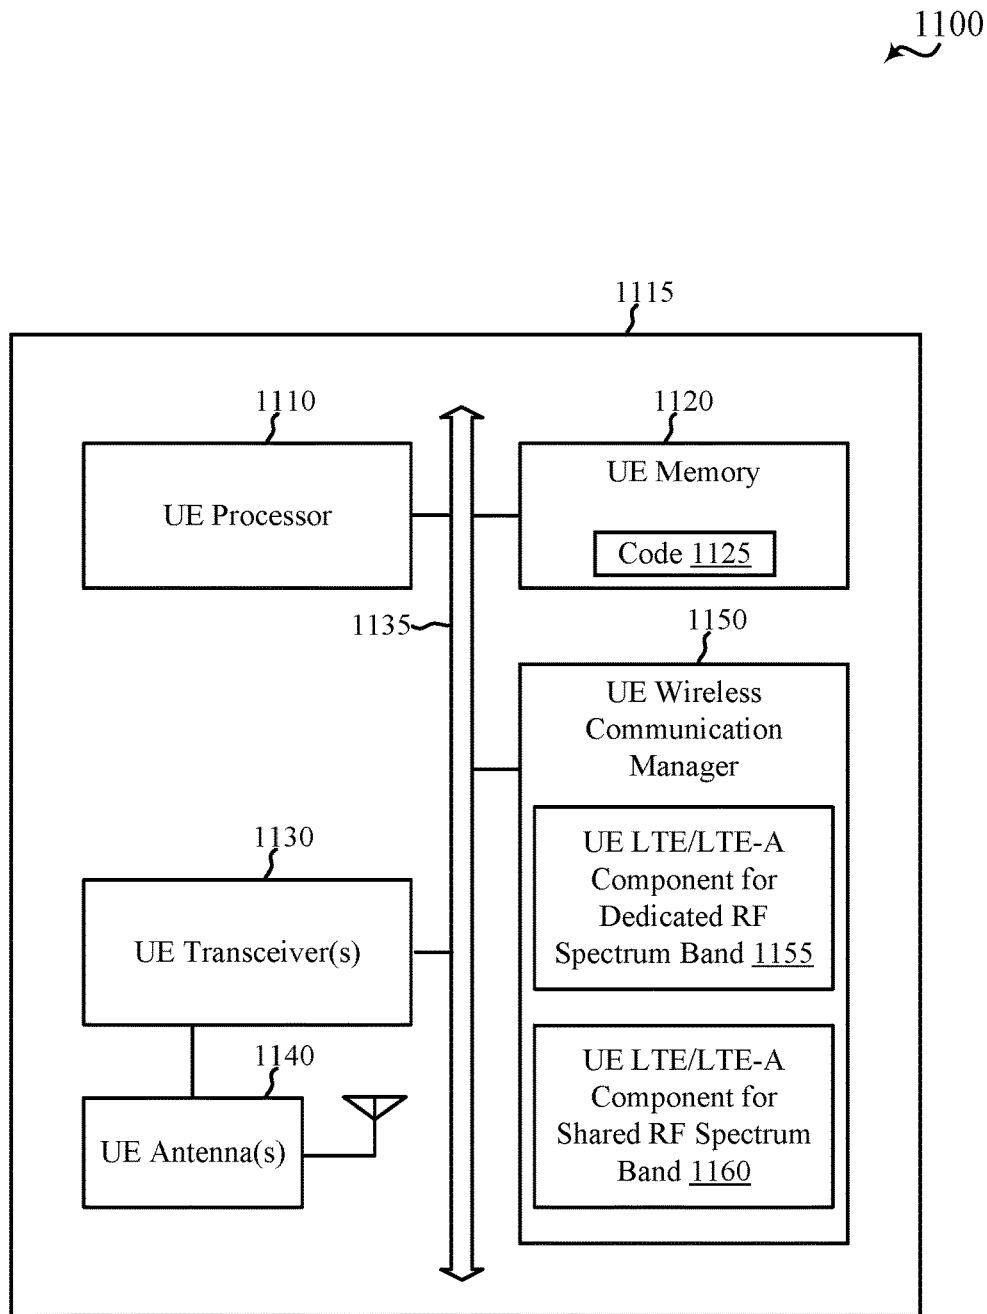 1100
1115
1110
UE Processor
1120
UE Memory
Code 1125
1135
1150
UE Wireless
Communication
Manager
UE LTE/LTE-A
Component for
Dedicated RF
Spectrum Band 1155
1130
UE Transceiver(s)
1140
UE Antenna(s)
UE LTE/LTE-A
Component for
Shared RF Spectrum
Band 1160